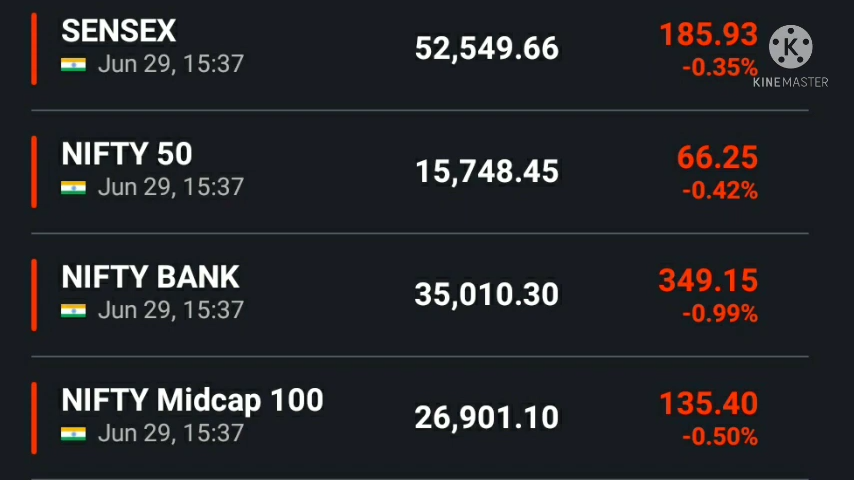 SENSEX 52,549.66 185.93
Jun 29, 15:37 -0.35%
K
KINEMASTER
NIFTY 50 15,748.45 66.25
Jun 29, 15:37 -0.42%
NIFTY BANK 35,010.30 349.15
Jun 29, 15:37 -0.99%
NIFTY Midcap 100 26,901.10 135.40
Jun 29, 15:37 -0.50%